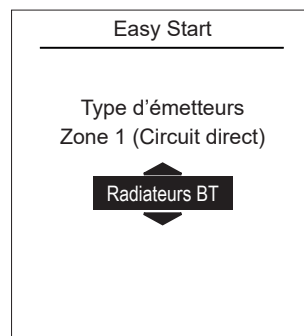 Easy Start
Type d'émetteurs
Zone 1 (Circuit direct)
Radiateurs BT